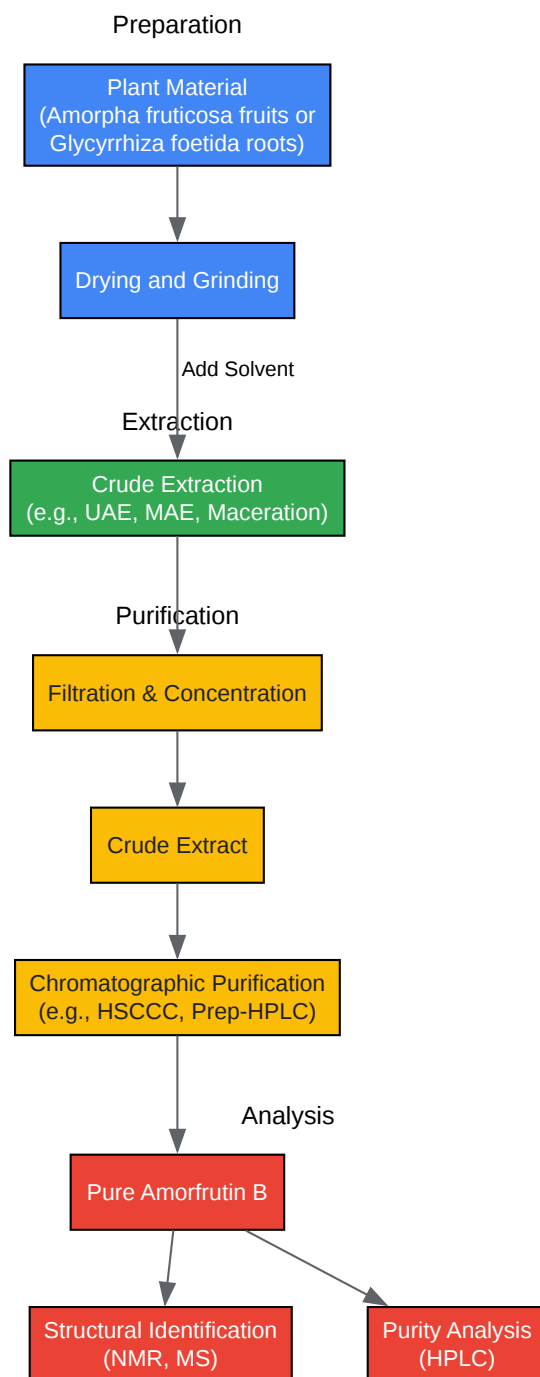 Preparation
Plant Material
(Amorpha fruticosa fruits or
Glycyrrhiza foetida roots)
Drying and Grinding
Add Solvent
Extraction
Crude Extraction
(e.g., UAE, MAE, Maceration)
Purification
Filtration & Concentration
Crude Extract
Chromatographic Purification
(e.g., HSCCC, Prep-HPLC)
Analysis
Pure Amorfrutin B
Structural Identification
(NMR, MS)
Purity Analysis
(HPLC)